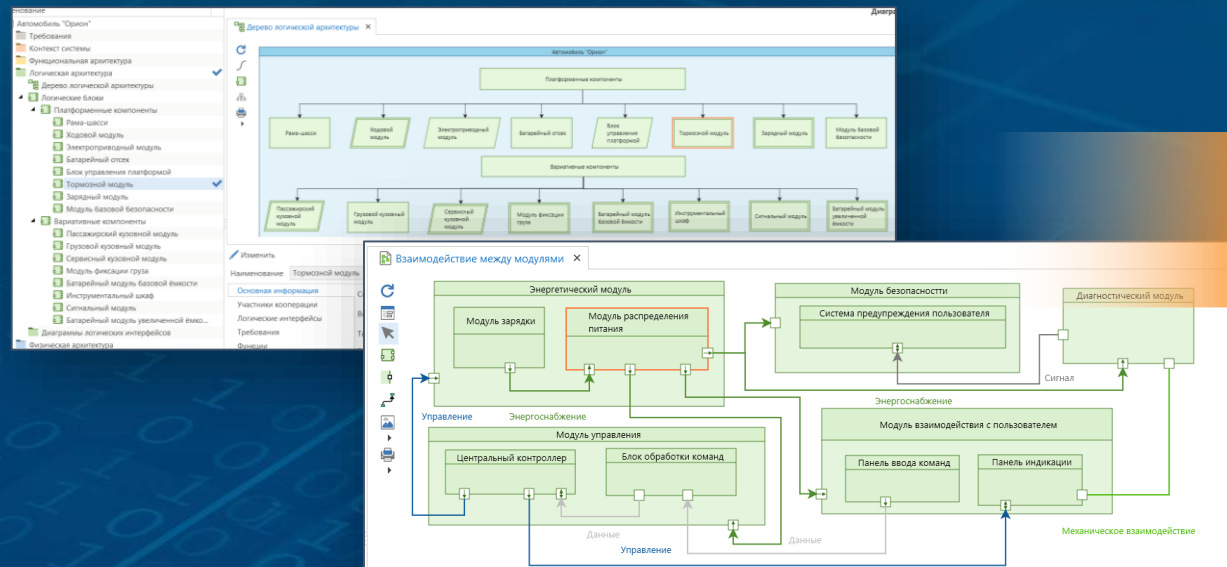 нование
Диагра
Автомобиль "Орион"
Требования
Контекст системы
Функциональная архитектура
Логическая архитектура
Дерево логической архитектуры
Логические блоки
Платформенные компоненты
Рама-шасси
Ходовой модуль
Электроприводный модуль
Батарейный отсек
Блок управления платформой
Тормозной модуль
Зарядный модуль
Модуль базовой безопасности
Вариативные компоненты
Пассажирский кузовной модуль
Грузовой кузовный модуль
Сервисный кузовной модуль
Модуль фиксации груза
Батарейный модуль базовой ёмкости
Инструментальный шкаф
Сигнальный модуль
Батарейный модуль увеличенной ёмко...
Диаграммы логических интерфейсов
Физическая архитектура
Дерево логической архитектуры
Автомобиль "Орион"
Платформенные компоненты
Рама-шасси
Ходовой
модуль
Электроприводный
модуль
Батарейный отсек
Блок
управления
платформой
Тормозной модуль
Зарядный модуль
Модуль базовой
безопасности
Вариативные компоненты
Пассажирский
кузовной
модуль
Грузовой кузовный
модуль
Сервисный
кузовной
модуль
Модуль фиксации
груза
Батарейный модуль
базовой ёмкости
Инструментальный
шкаф
Сигнальный модуль
Батарейный модуль
увеличенной
ёмкости
Изменить
Наименование Тормозной модуль
Основная информация
Участники кооперации
Логические интерфейсы
Требования
Функции
Взаимодействие между модулями
Энергетический модуль
Модуль зарядки
Модуль распределения
питания
Модуль безопасности
Система предупреждения пользователя
Диагностический модуль
Сигнал
Энергоснабжение
Управление
Энергоснабжение
Модуль управления
Центральный контроллер
Блок обработки команд
Модуль взаимодействия с пользователем
Панель ввода команд
Панель индикации
Данные
Данные
Управление
Механическое взаимодействие